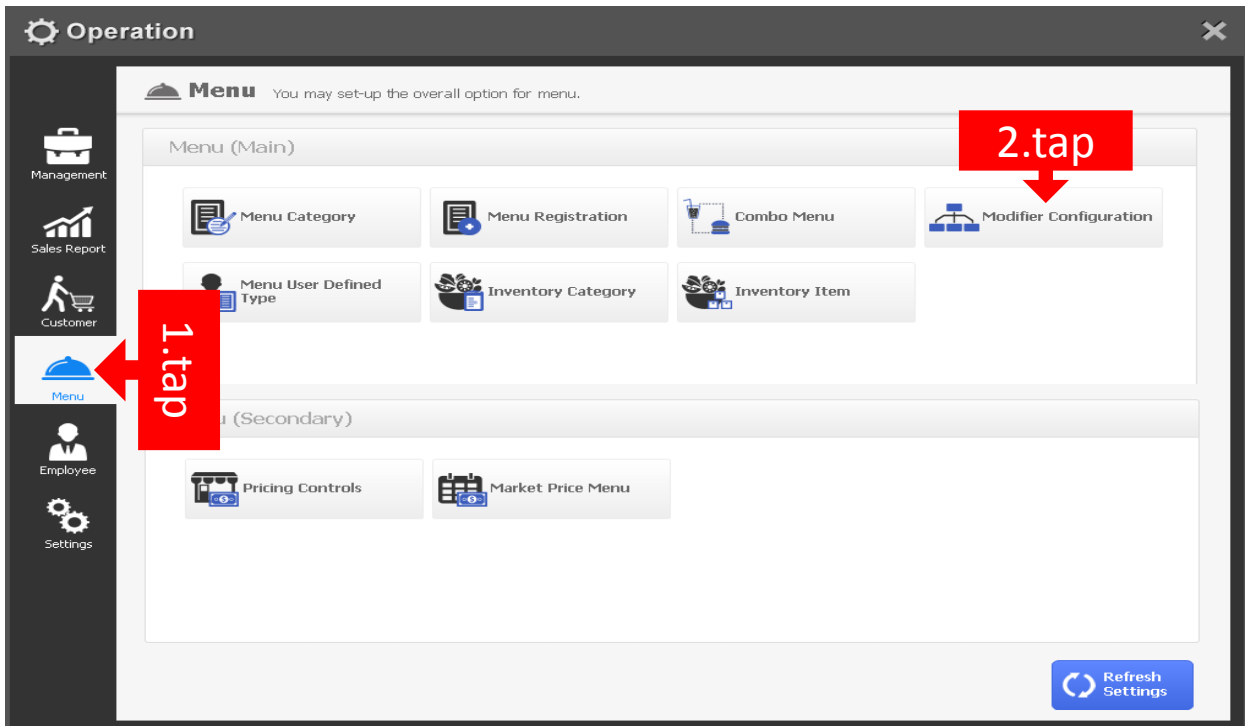 Operation
Menu You may set-up the overall option for menu.
Menu (Main)
2.tap
Management
Menu Category
Menu Registration
Combo Menu
Modifier Configuration
Sales Report
Menu User Defined
Type
Inventory Category
Inventory Item
Customer
1.tap
Menu
(Secondary)
Employee
Pricing Controls
Market Price Menu
Settings
Refresh
Settings